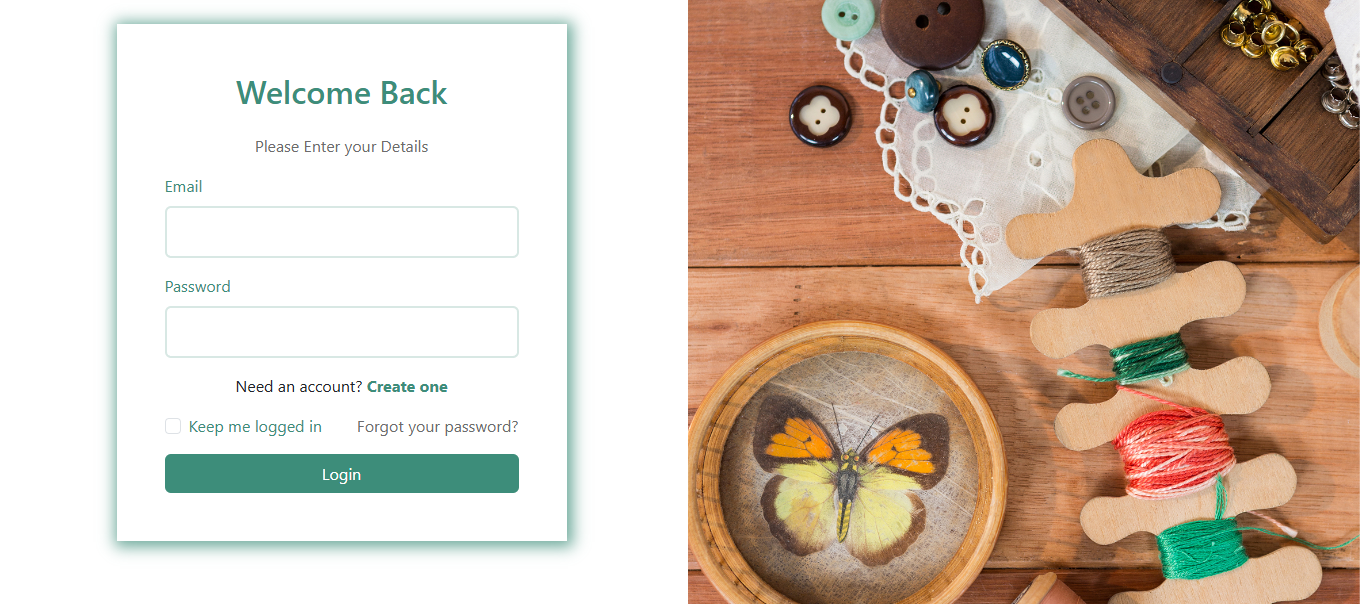 Welcome Back
Please Enter your Details
Email
Password
Need an account? Create one
Keep me logged in Forgot your password?
Login